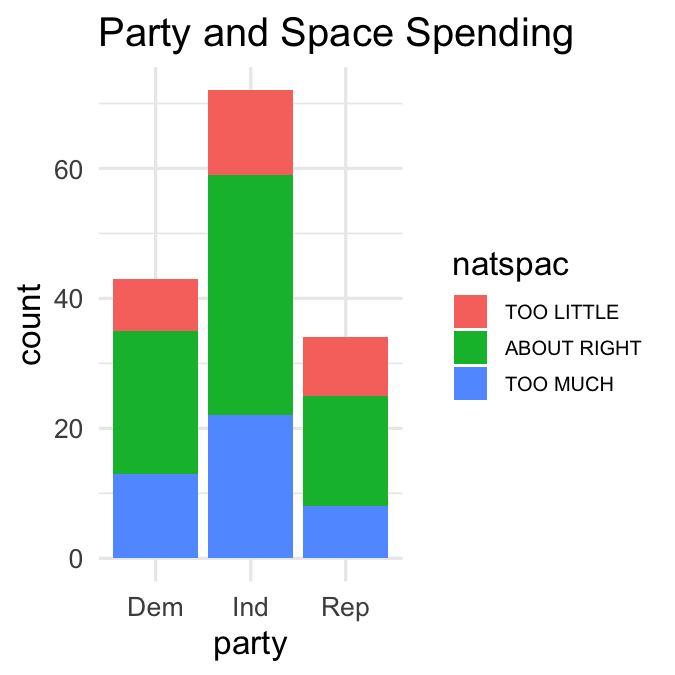 Party and Space Spending
count
60
40
20
0
Dem Ind Rep
party
natspac
TOO LITTLE
ABOUT RIGHT
TOO MUCH